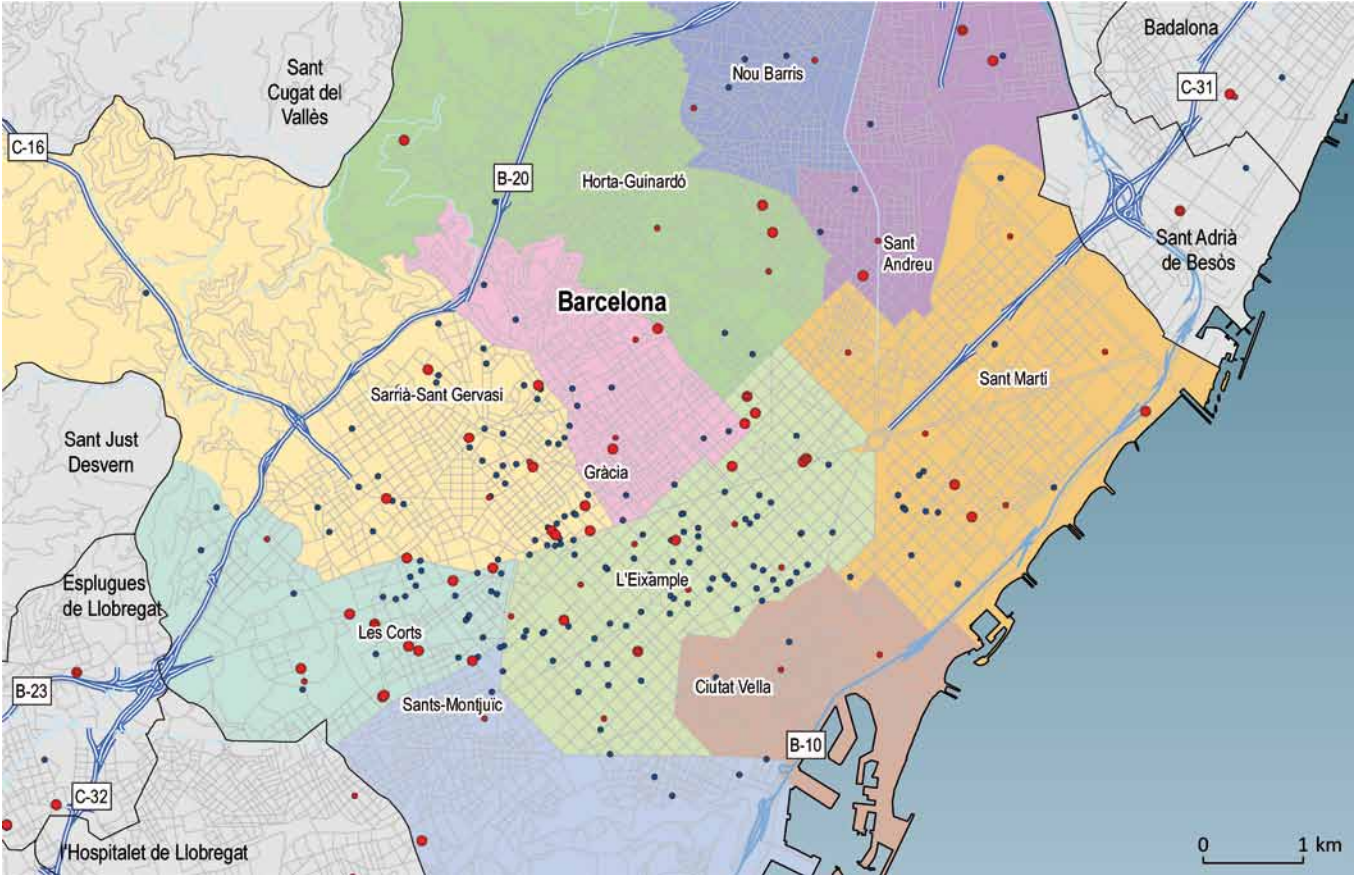 Badalona
Sant
Cugat del
Vallès
Nou Barris
C-31
C-16
B-20
Horta-Guinardó
Sant
Andreu
Sant Adrià
de Besòs
Barcelona
Sant Martí
Sarrià-Sant Gervasi
Sant Just
Desvern
Gràcia
L'Eixample
Esplugues
de Llobregat
Les Corts
Ciutat Vella
B-23
Sants-Montjuïc
B-10
C-32
l'Hospitalet de Llobregat
0 1 km